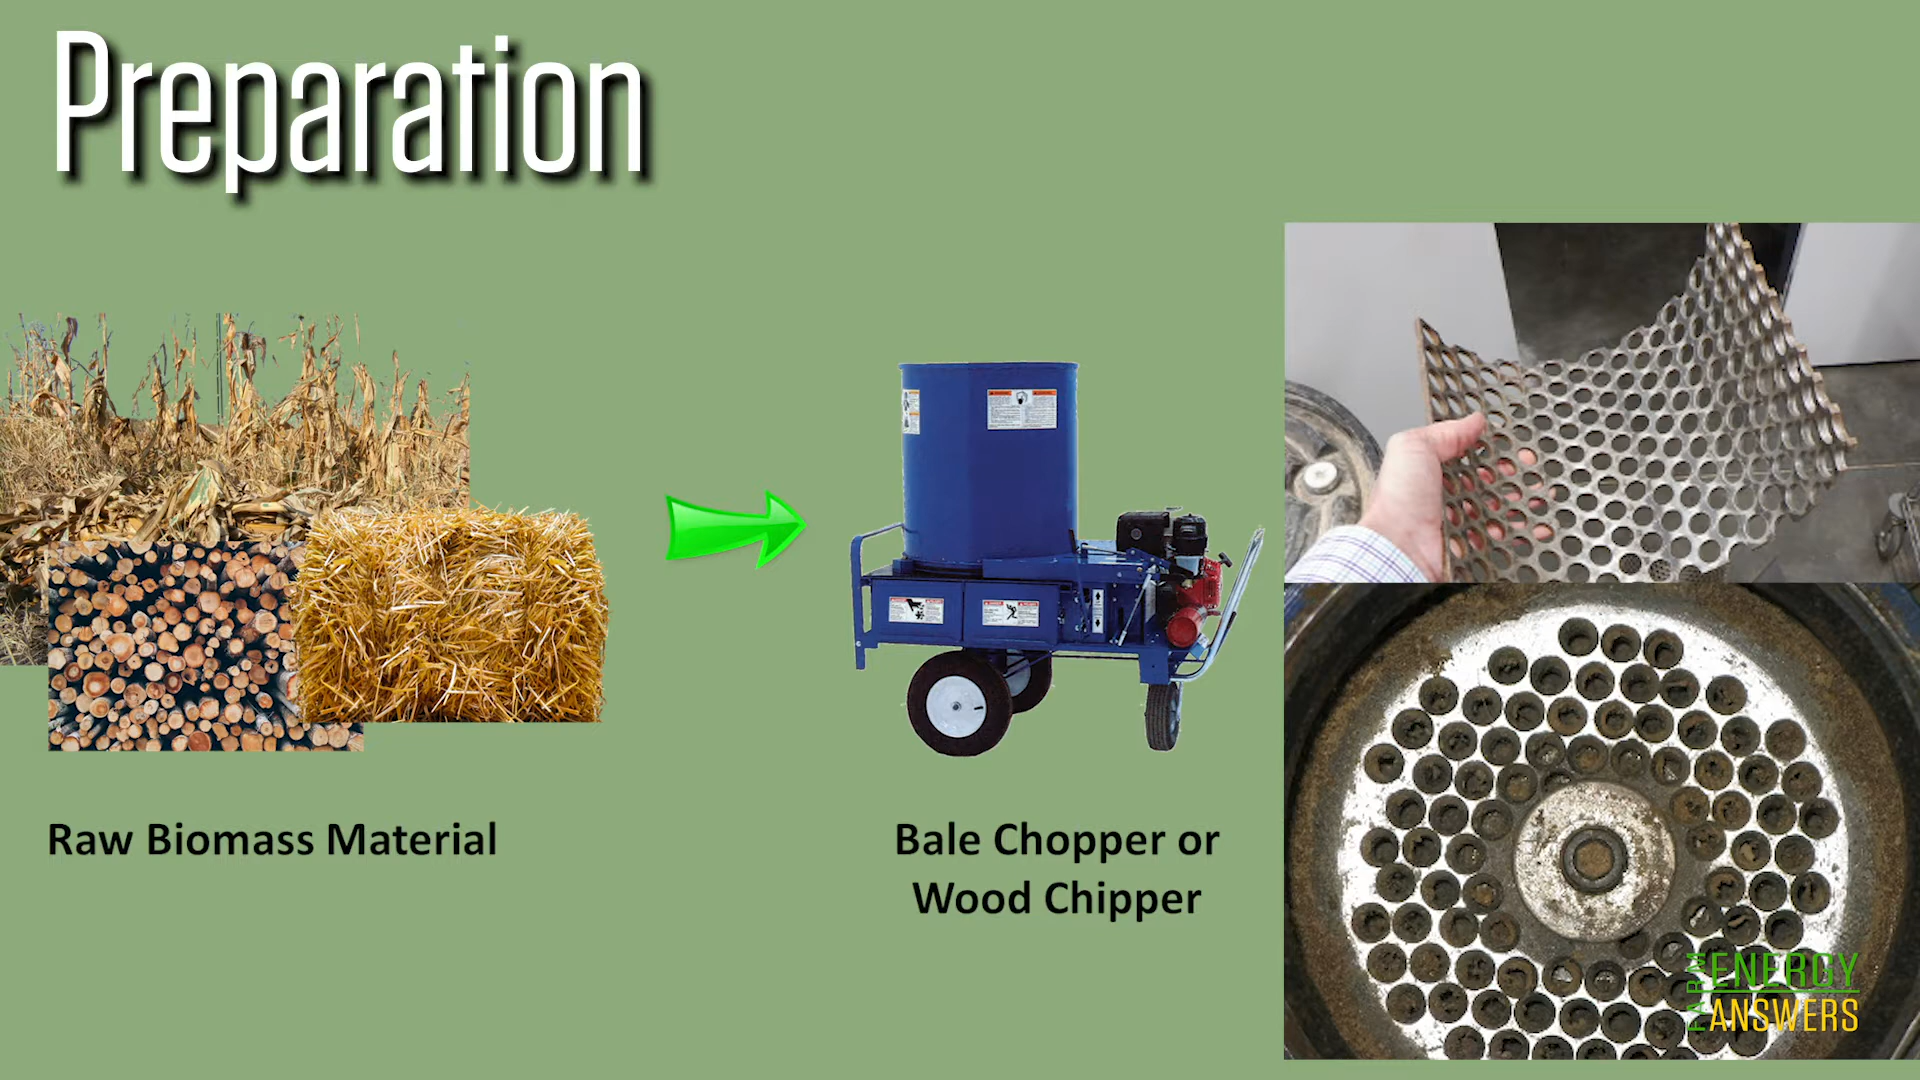 Preparation
Raw Biomass Material
Bale Chopper or
Wood Chipper
FARM
ENERGY
ANSWERS